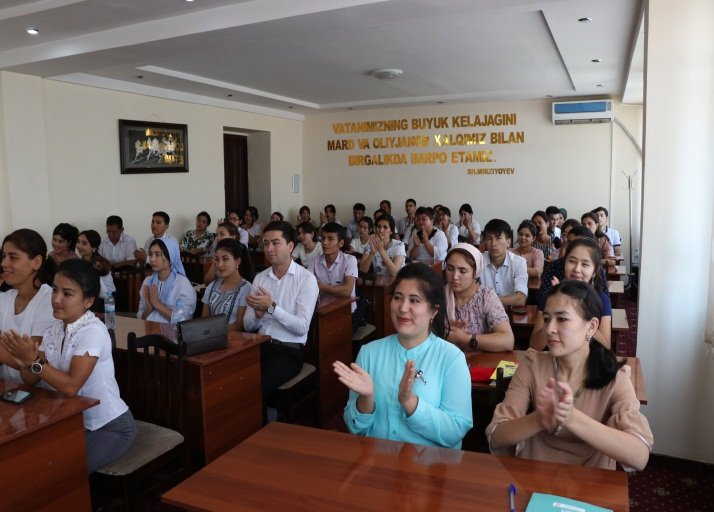 VATANIMIZNING BUYUK KELAJAGINI
MARD VA OLIYJANOB XALQIMIZ BILAN
BIRGALIKDA BARPO ETAMIZ.
SH.MIRZIYOYEV